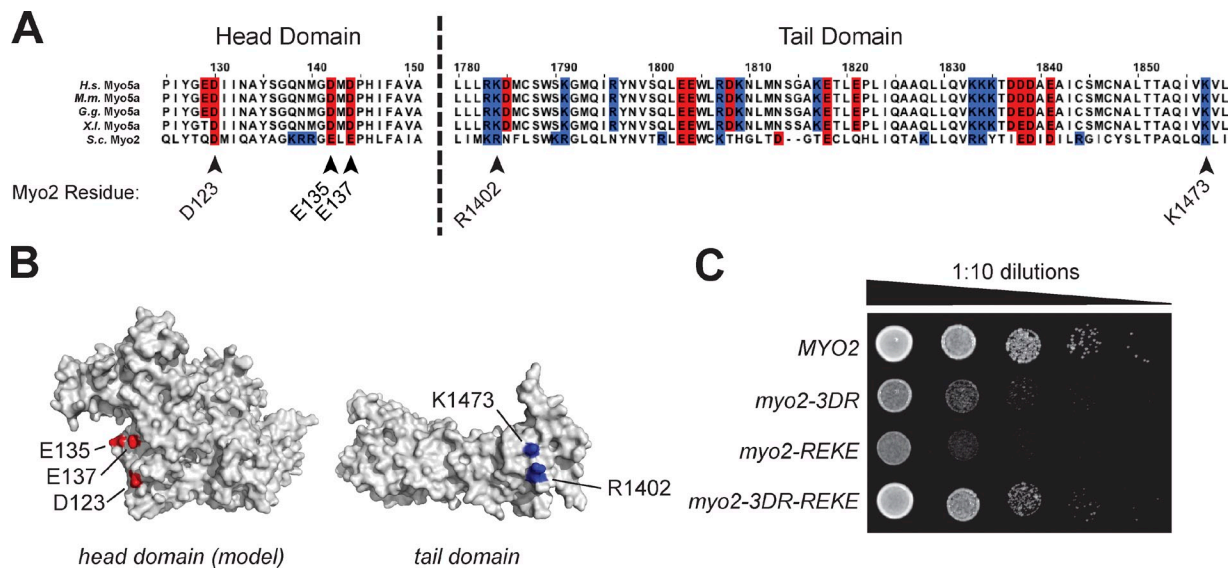 A
Head Domain
Tail Domain
130 140 150 1780 1790 1800 1810 1820 1830 1840 1850
H.s. Myo5a PIYGEDIINAYSGQNMGDMDPHIFAVA LLLRKDMCSWSKGMQIRYNVSQLEEWLRDKNLMNSGAKETLEPLIQAAQLLQVKKKTDDDAEAICSMCNALTTAQIVKVL
M.m. Myo5a PIYGEDIINAYSGQNMGDMDPHIFAVA LLLRKDMCSWSKGMQIRYNVSQLEEWLRDKNLMNSGAKETLEPLIQAAQLLQVKKKTDDDAEAICSMCNALTTAQIVKVL
G.g. Myo5a PIYGEDIINAYSGQNMGDMDPHIFAVA LLLRKDMCSWSKGMQIRYNVSQLEEWLRDKNLMNSGAKETLEPLIQAAQLLQVKKKTDDDAEAICSMCNALTTAQIVKVL
X.l. Myo5a PIYGTDIINAYSGQNMGDMDPHIFAVA LLLRKDMCSWSKGMQIRYNVSQLEEWLRDKNLMNSSAKETLEPLIQAAQLLQVKKKTDEDAEAICSMCNALTTAQIVKVL
S.c. Myo2 QLYTQDMIQAYAGKRRGELEPHLFAIA LIMKRNFLSWKRGLQLNYNVTRLEEWCKTHGLTD--GTECLQHLIQTAKLLQVRKYTIEDIDILRGICYSLTPAQLQKLI
Myo2 Residue:
D123
E135
E137
R1402
K1473
B
E135
E137
D123
K1473
R1402
head domain (model)
tail domain
C
1:10 dilutions
MYO2
myo2-3DR
myo2-REKE
myo2-3DR-REKE